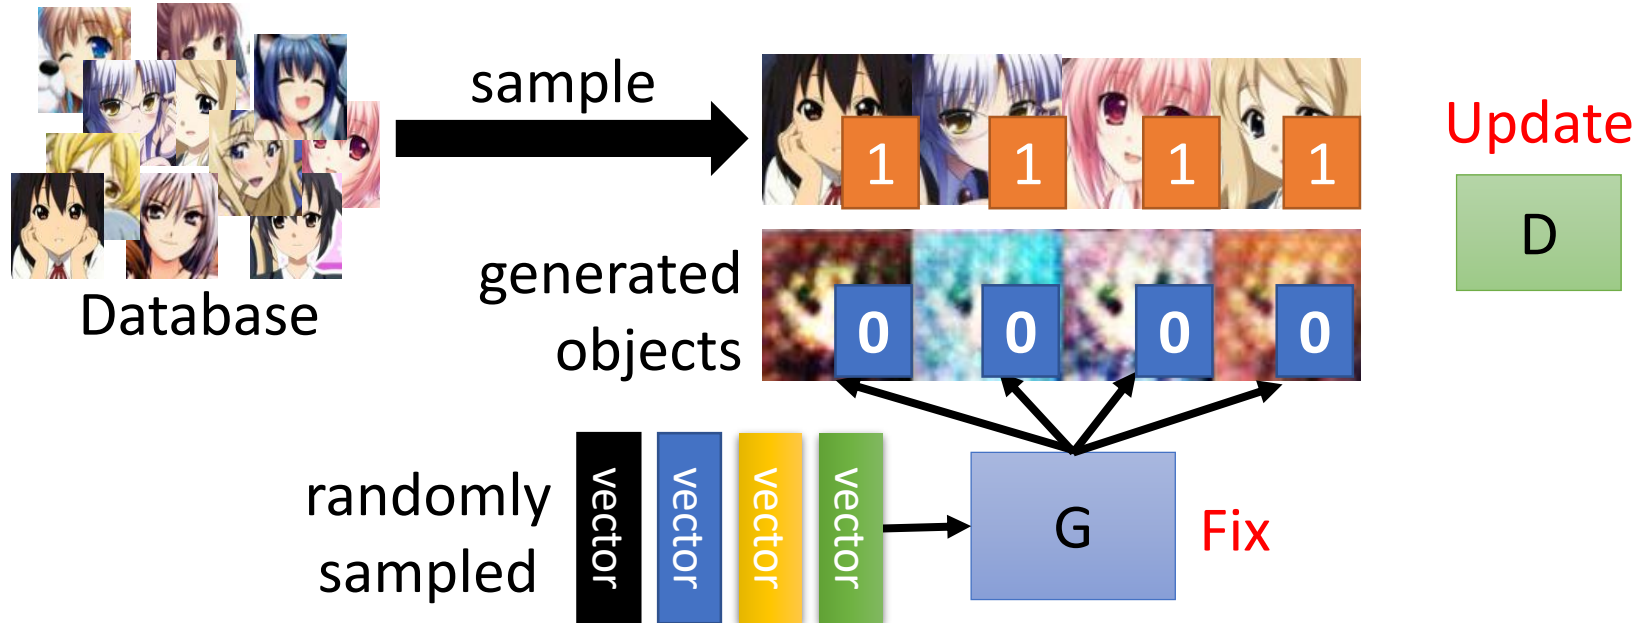 sample
1 1 1 1
Update
D
Database
generated
objects
0 0 0 0
randomly
sampled
vector vector vector vector
G
Fix